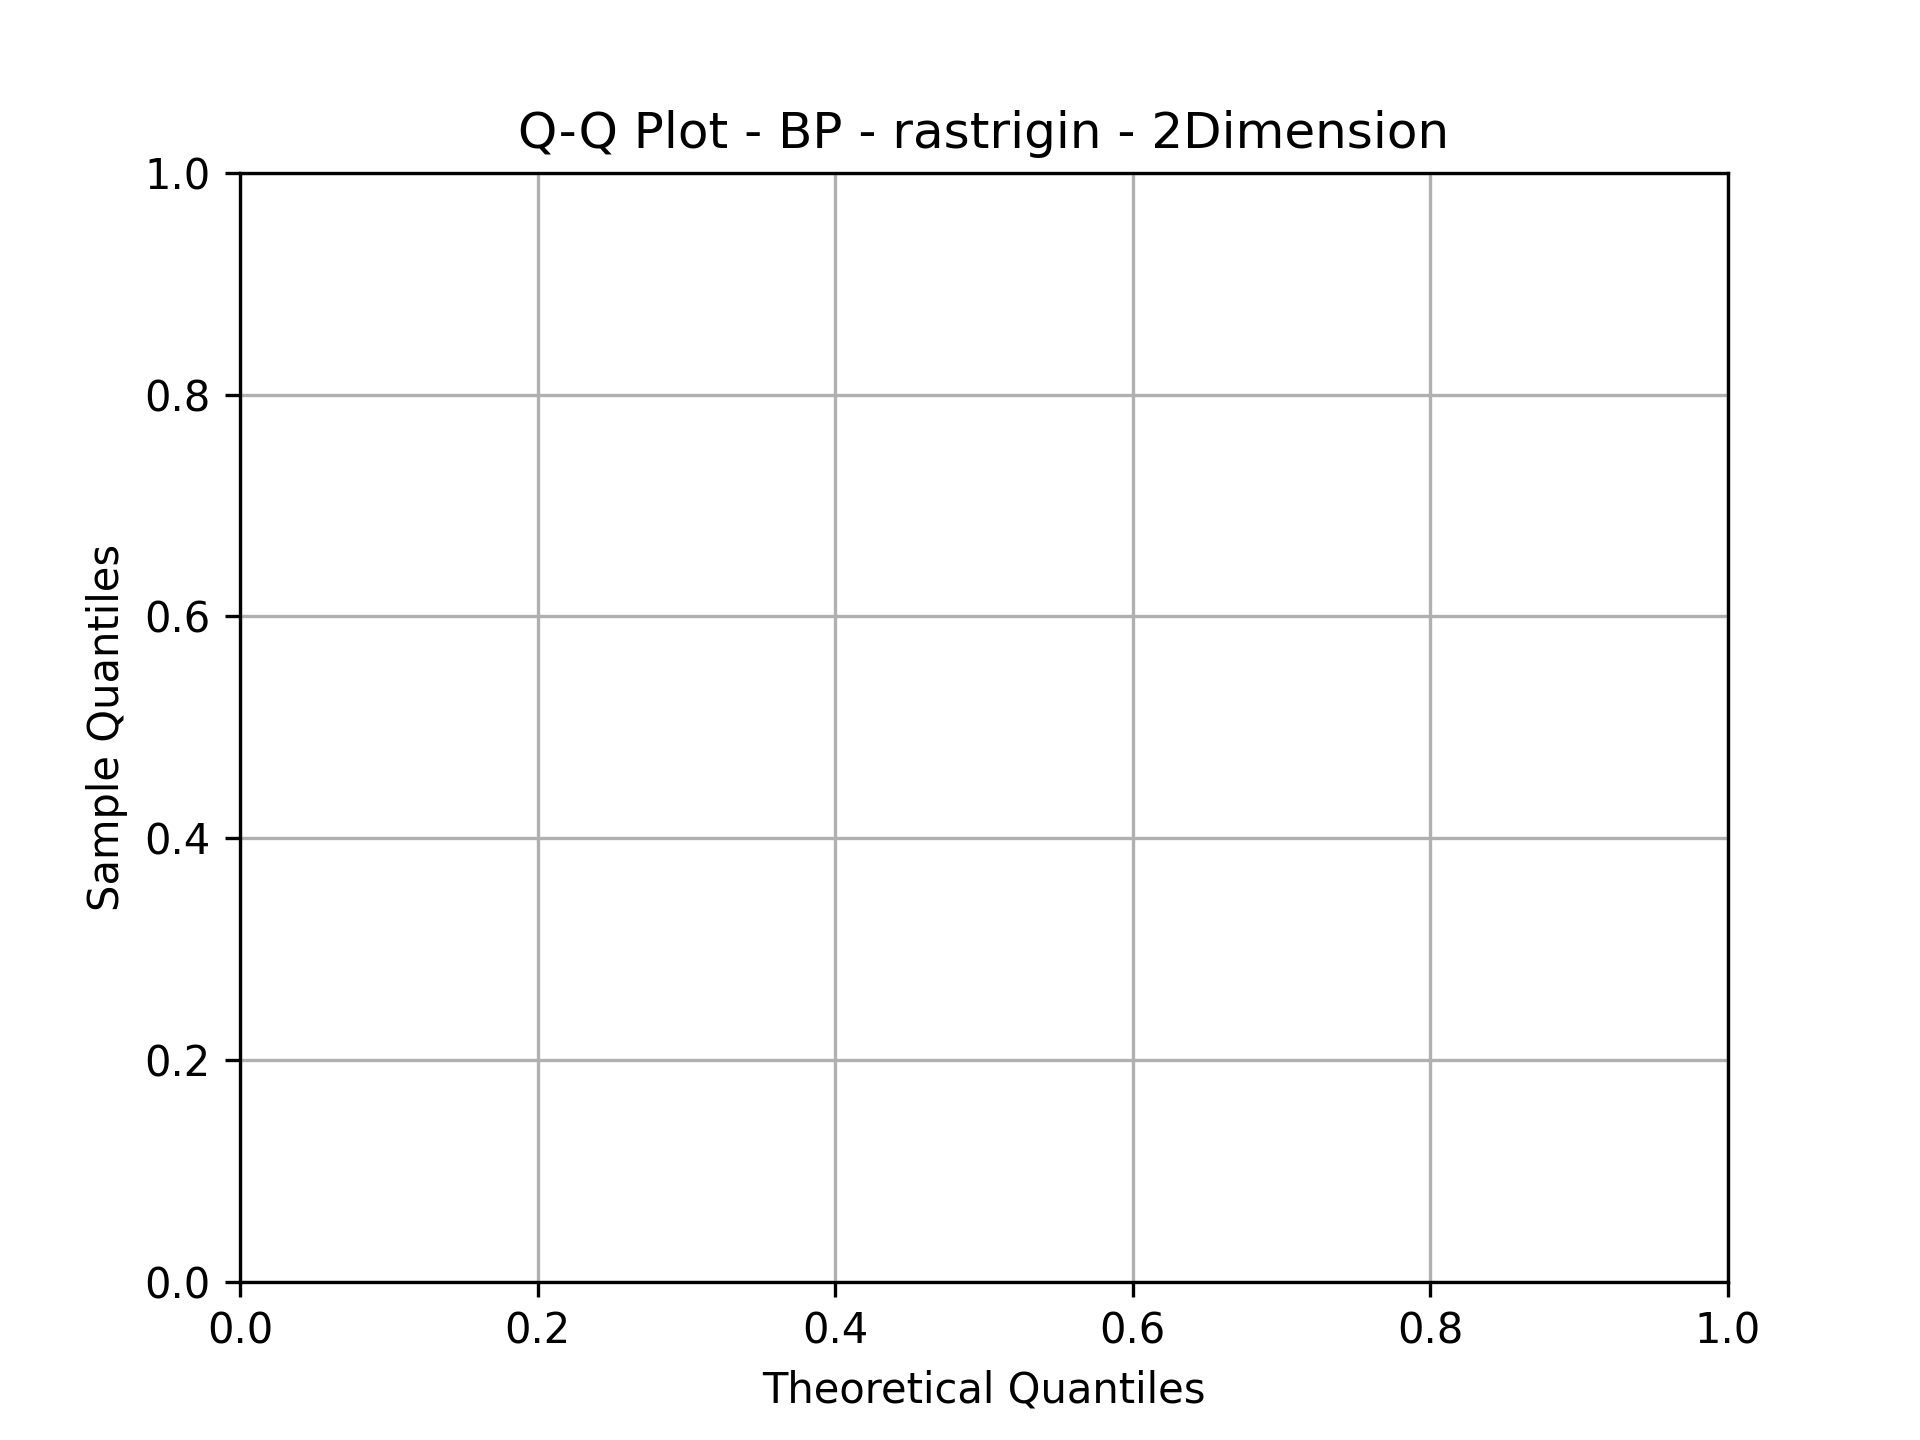 Q-Q Plot - BP - rastrigin - 2Dimension
1.0
0.8
0.6
0.4
0.2
0.0
Sample Quantiles
0.0 0.2 0.4 0.6 0.8 1.0
Theoretical Quantiles